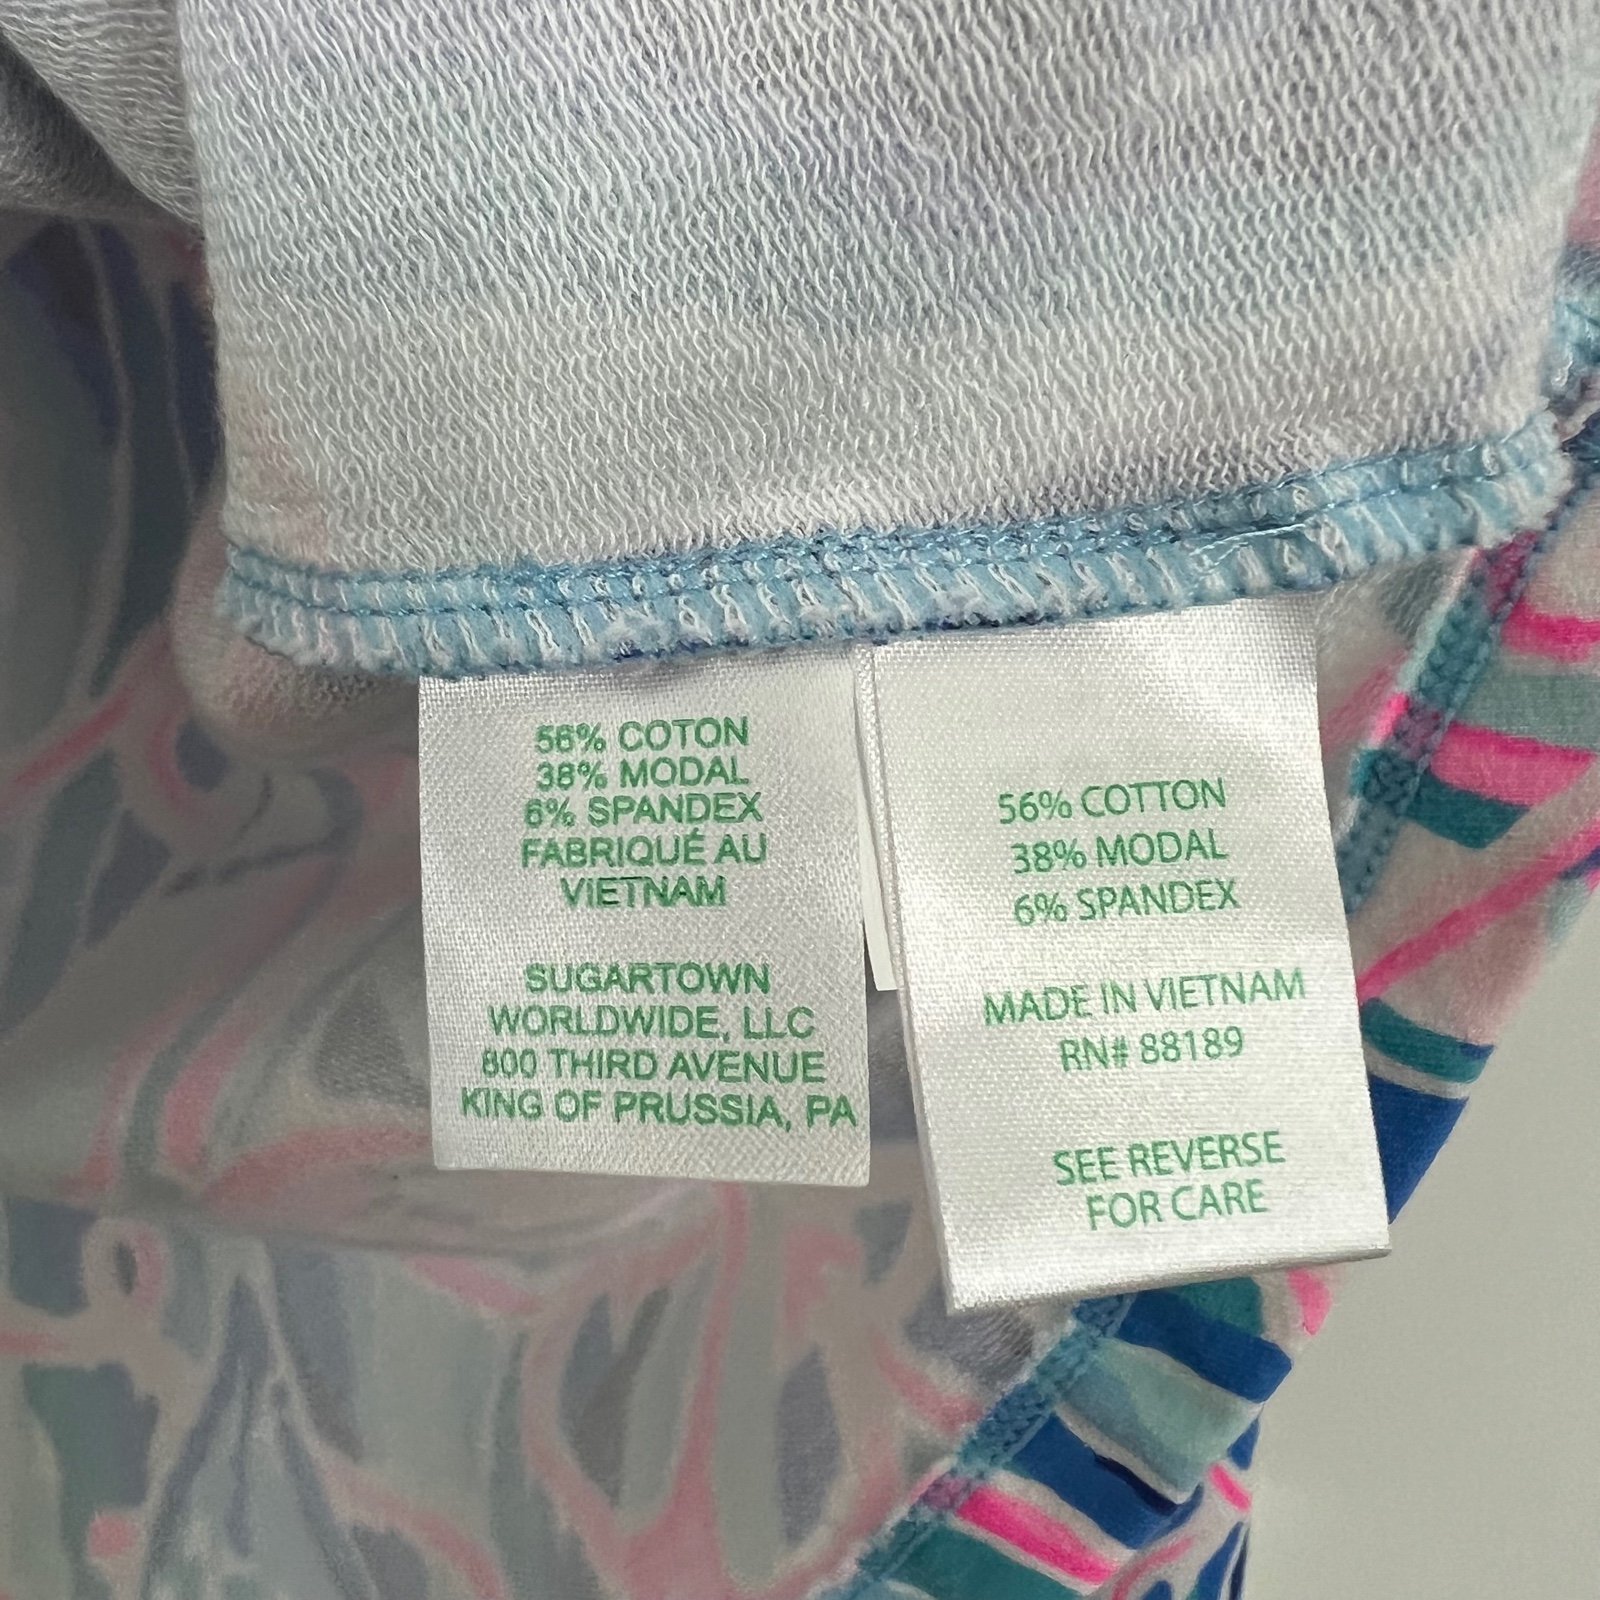 56% COTON
38% MODAL
6% SPANDEX
FABRIQUÉ AU
VIETNAM
SUGARTOWN
WORLDWIDE, LLC
800 THIRD AVENUE
KING OF PRUSSIA, PA
56% COTTON
38% MODAL
6% SPANDEX
MADE IN VIETNAM
RN# 88189
SEE REVERSE
FOR CARE